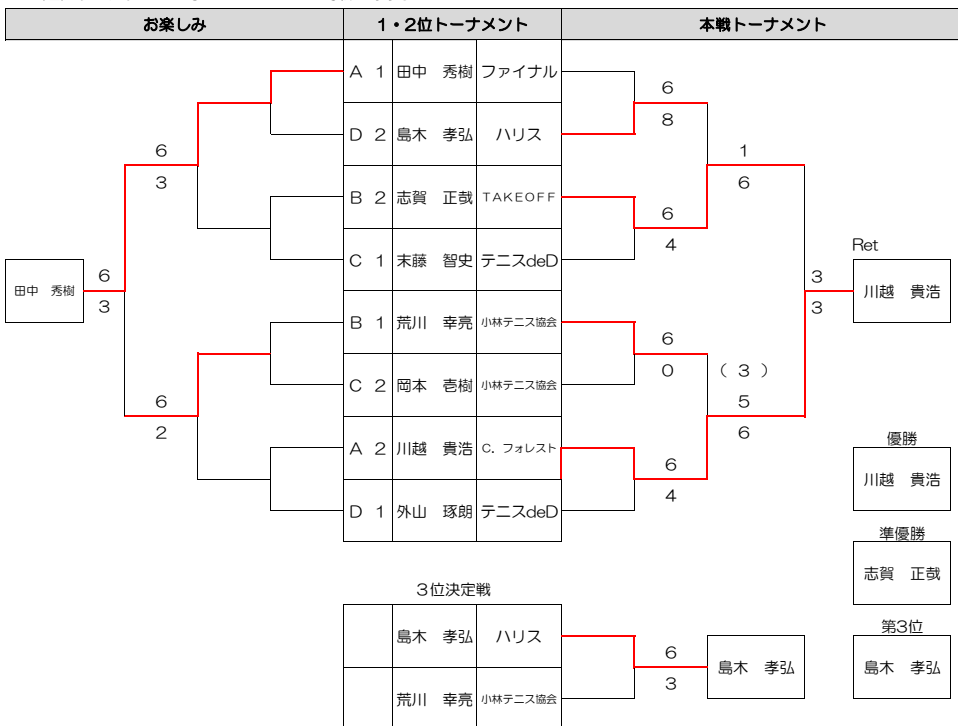 お楽しみ １・２位トーナメント 本戦トーナメント
Ａ １ 田中　秀樹 ファイナル
６
８
Ｄ ２ 島木　孝弘 ハリス
６
３
１
６
Ｂ ２ 志賀　正哉 ＴＡＫＥＯＦＦ
６
４
Ｃ １ 末藤　智史 テニスdeD
Ret
田中　秀樹
６
３
３
３
川越　貴浩
Ｂ １ 荒川　幸亮 小林テニス協会
６
０
（ ３ ）
５
６
Ｃ ２ 岡本　壱樹 小林テニス協会
６
２
Ａ ２ 川越　貴浩 Ｃ．フォレスト
６
４
Ｄ １ 外山　琢朗 テニスdeD
優勝
川越　貴浩
準優勝
志賀　正哉
３位決定戦
島木　孝弘 ハリス
６
３
島木　孝弘
荒川　幸亮 小林テニス協会
第3位
島木　孝弘